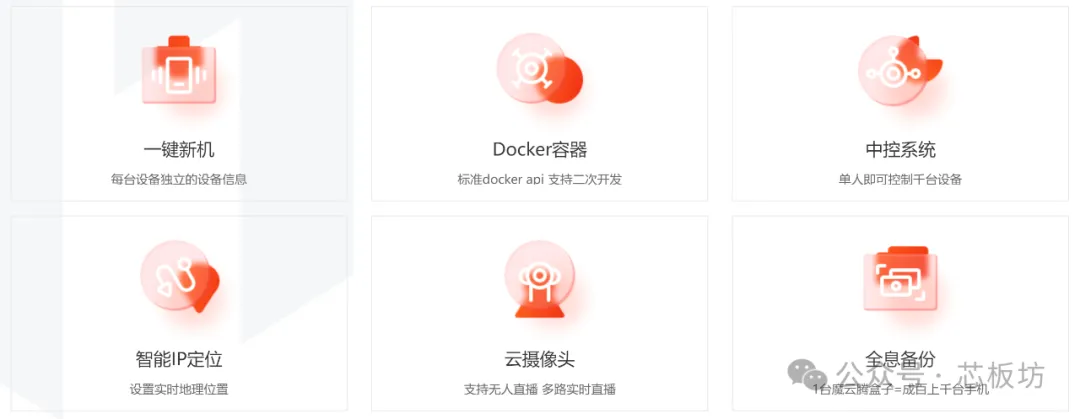 一键新机
每台设备独立的设备信息
Docker容器
标准docker api 支持二次开发
中控系统
单人即可控制千台设备
智能IP定位
设置实时地理位置
云摄像头
支持无人直播 多路实时直播
全息备份
1台魔云腾盒子=成百上千台手机
公众号·芯板坊